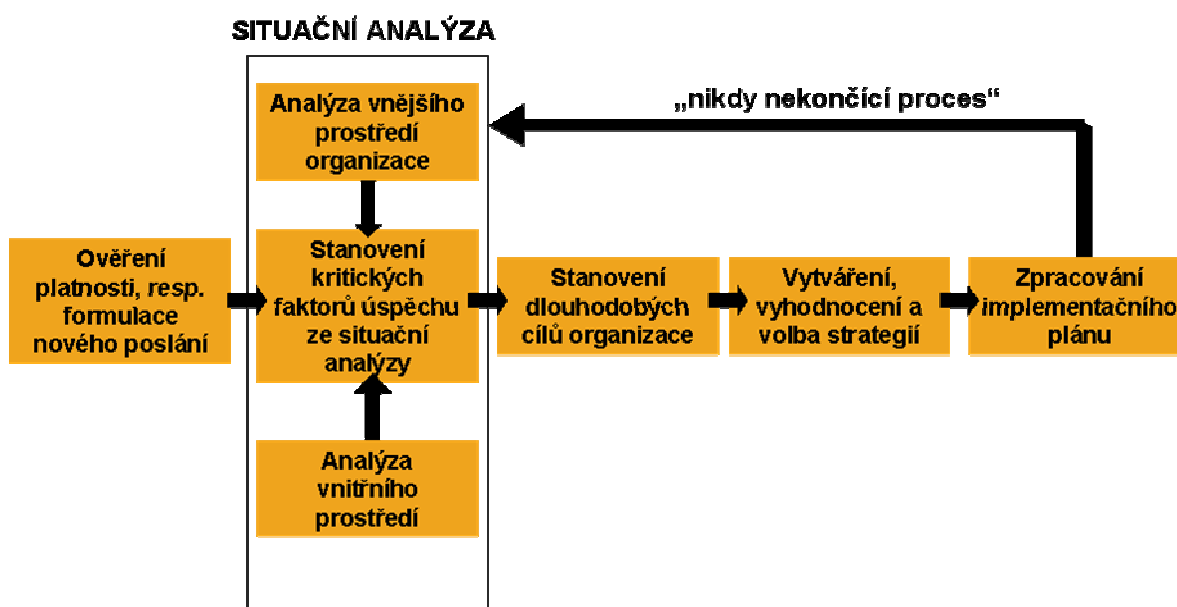 SITUAČNÍ ANALÝZA
Analýza vnějšího
prostředí
organizace
„nikdy nekončící proces“
Ověření
platnosti, resp.
formulace
nového poslání
Stanovení
kritických
faktorů úspěchu
ze situační
analýzy
Stanovení
dlouhodobých
cílů organizace
Vytváření,
vyhodnocení a
volba strategií
Zpracování
implementačního
plánu
Analýza
vnitřního
prostředí